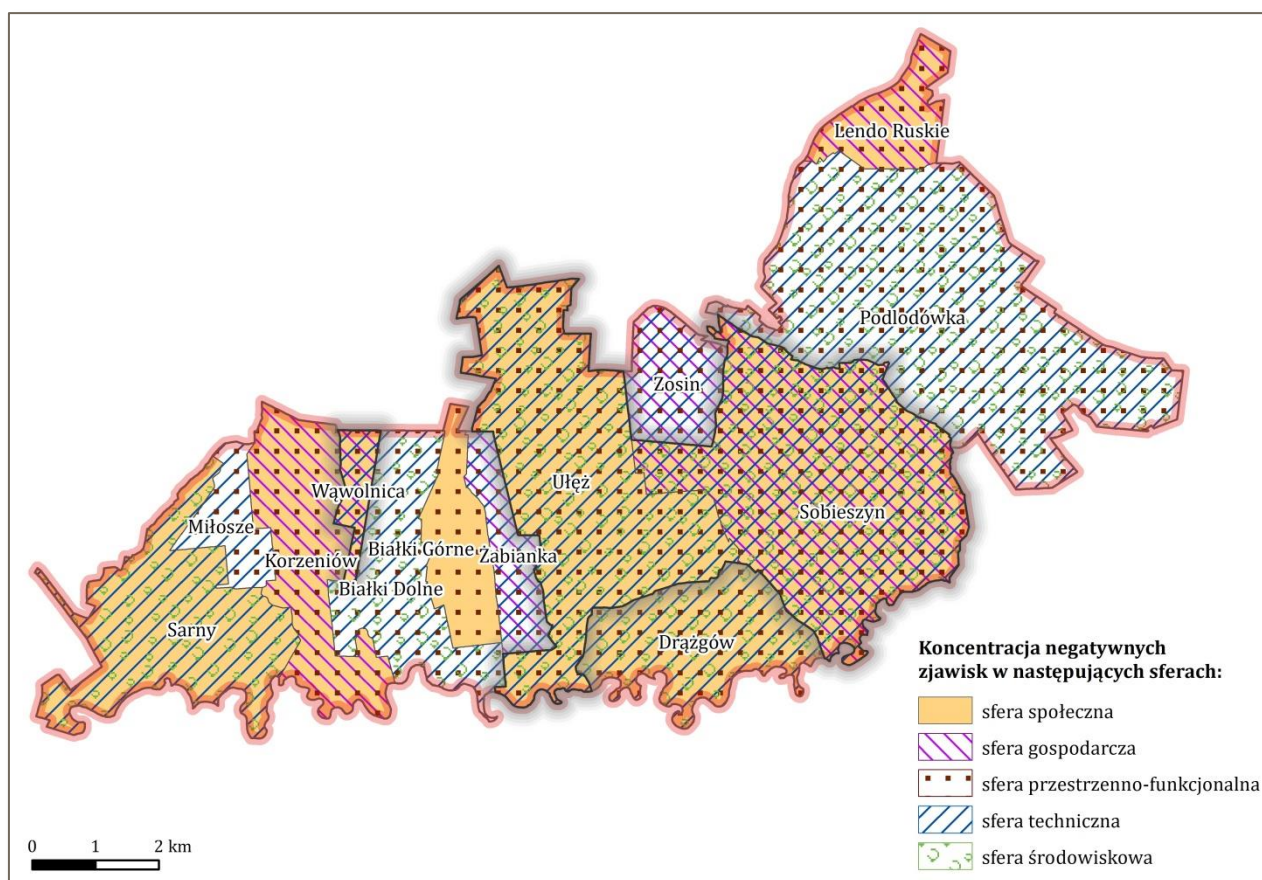 Lendo Ruskie
Podlodówka
Zosin
Ułęż
Sobieszyn
Wąwolnica
Miłosze
Białki Górne
Żabianka
Korzeniów
Białki Dolne
Sarny
Drążgów
Koncentracja negatywnych
zjawisk w następujących sferach:
sfera społeczna
sfera gospodarcza
sfera przestrzenno-funkcjonalna
sfera techniczna
sfera środowiskowa
0 1 2 km